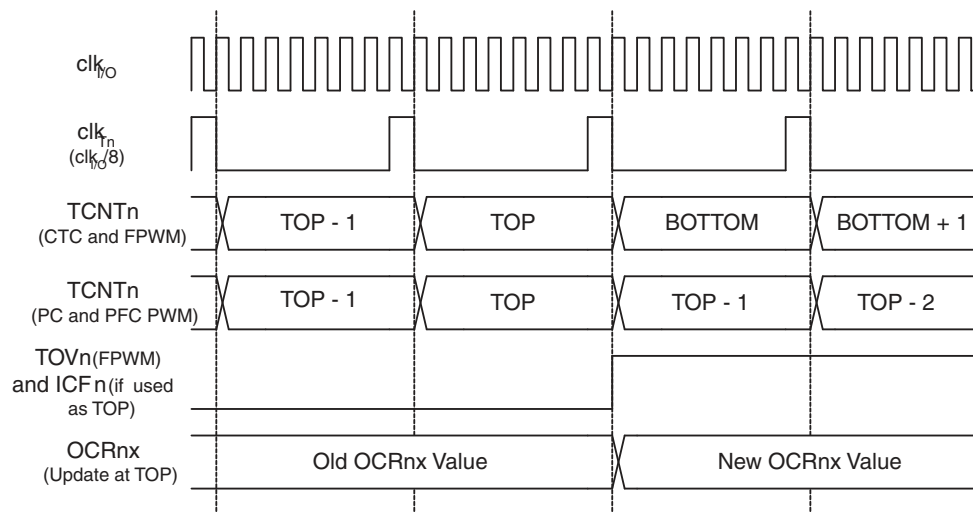 clkI/O
clkTn
(clkI/O/8)
TCNTn
(CTC and FPWM)
TOP - 1
TOP
BOTTOM
BOTTOM + 1
TCNTn
(PC and PFC PWM)
TOP - 1
TOP
TOP - 1
TOP - 2
TOVn(FPWM)
and ICFn(if used
as TOP)
OCRnx
(Update at TOP)
Old OCRnx Value
New OCRnx Value